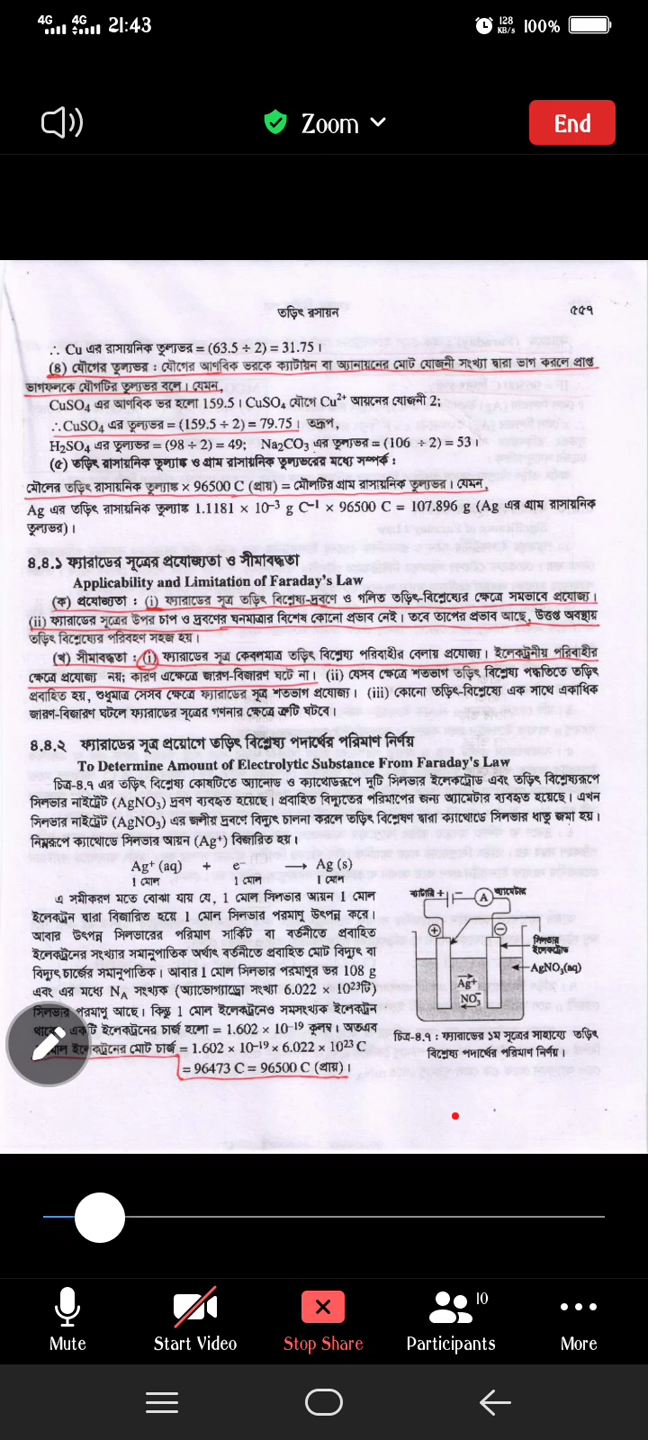 4G 4G 21:43 128 KB/s 100%
Zoom End
তড়িৎ রসায়ন ৫৫৭
∴ Cu এর রাসায়নিক তুল্যভর = (63.5 ÷ 2) = 31.75।
(8) যৌগের তুল্যভর : যৌগের আণবিক ভরকে ক্যাটায়ন বা অ্যানায়নের মোট যোজনী সংখ্যা দ্বারা ভাগ করলে প্রাপ্ত
ভাগফলকে যৌগটির তুল্যভর বলে। যেমন,
CuSO₄ এর আণবিক ভর হলো 159.5। CuSO₄ যৌগে Cu²⁺ আয়নের যোজনী 2;
∴ CuSO₄ এর তুল্যভর = (159.5 ÷ 2) = 79.75। তদ্রূপ,
H₂SO₄ এর তুল্যভর = (98 ÷ 2) = 49; Na₂CO₃ এর তুল্যভর = (106 ÷ 2) = 53।
(৫) তড়িৎ রাসায়নিক তুল্যাঙ্ক ও গ্রাম রাসায়নিক তুল্যভরের মধ্যে সম্পর্ক :
মৌলের তড়িৎ রাসায়নিক তুল্যাঙ্ক × 96500 C (প্রায়) = মৌলটির গ্রাম রাসায়নিক তুল্যভর। যেমন,
Ag এর তড়িৎ রাসায়নিক তুল্যাঙ্ক 1.1181 × 10⁻³ g C⁻¹ × 96500 C = 107.896 g (Ag এর গ্রাম রাসায়নিক
তুল্যভর)।
৪.৪.১ ফ্যারাডের সূত্রের প্রযোজ্যতা ও সীমাবদ্ধতা
Applicability and Limitation of Faraday's Law
(ক) প্রযোজ্যতা : (i) ফ্যারাডের সূত্র তড়িৎ বিশ্লেষ্য-দ্রবণে ও গলিত তড়িৎ-বিশ্লেষ্যের ক্ষেত্রে সমভাবে প্রযোজ্য।
(ii) ফ্যারাডের সূত্রের উপর চাপ ও দ্রবণের ঘনমাত্রার বিশেষ কোনো প্রভাব নেই। তবে তাপের প্রভাব আছে, উত্তপ্ত অবস্থায়
তড়িৎ বিশ্লেষ্যের পরিবহণ সহজ হয়।
(খ) সীমাবদ্ধতা : (i) ফ্যারাডের সূত্র কেবলমাত্র তড়িৎ বিশ্লেষ্য পরিবাহীর বেলায় প্রযোজ্য। ইলেকট্রনীয় পরিবাহীর
ক্ষেত্রে প্রযোজ্য নয়; কারণ এক্ষেত্রে জারণ-বিজারণ ঘটে না। (ii) যেসব ক্ষেত্রে শতভাগ তড়িৎ বিশ্লেষ্য পদ্ধতিতে তড়িৎ
প্রবাহিত হয়, শুধুমাত্র সেসব ক্ষেত্রে ফ্যারাডের সূত্র শতভাগ প্রযোজ্য। (iii) কোনো তড়িৎ-বিশ্লেষ্যে এক সাথে একাধিক
জারণ-বিজারণ ঘটলে ফ্যারাডের সূত্রের গণনার ক্ষেত্রে ত্রুটি ঘটবে।
৪.৪.২ ফ্যারাডের সূত্র প্রয়োগে তড়িৎ বিশ্লেষ্য পদার্থের পরিমাণ নির্ণয়
To Determine Amount of Electrolytic Substance From Faraday's Law
চিত্র-৪.৭ এর তড়িৎ বিশ্লেষ্য কোষটিতে অ্যানোড ও ক্যাথোডরূপে দুটি সিলভার ইলেকট্রোড এবং তড়িৎ বিশ্লেষ্যরূপে
সিলভার নাইট্রেট (AgNO₃) দ্রবণ ব্যবহৃত হয়েছে। প্রবাহিত বিদ্যুতের পরিমাপের জন্য অ্যামিটার ব্যবহৃত হয়েছে। এখন
সিলভার নাইট্রেট (AgNO₃) এর জলীয় দ্রবণে বিদ্যুৎ চালনা করলে তড়িৎ বিশ্লেষণ দ্বারা ক্যাথোডে সিলভার ধাতু জমা হয়।
নিম্নরূপে ক্যাথোডে সিলভার আয়ন (Ag⁺) বিজারিত হয়।
Ag⁺ (aq) + e⁻ ⟶ Ag (s)
1 মোল 1 মোল 1 মোল
এ সমীকরণ মতে বোঝা যায় যে, 1 মোল সিলভার আয়ন 1 মোল
ইলেকট্রন দ্বারা বিজারিত হয়ে 1 মোল সিলভার পরমাণু উৎপন্ন করে।
আবার উৎপন্ন সিলভারের পরিমাণ সার্কিট বা বর্তনীতে প্রবাহিত
ইলেকট্রনের সংখ্যার সমানুপাতিক অর্থাৎ বর্তনীতে প্রবাহিত মোট বিদ্যুৎ বা
বিদ্যুৎ চার্জের সমানুপাতিক। আবার 1 মোল সিলভার পরমাণুর ভর 108 g
এবং এর মধ্যে N_A সংখ্যক (অ্যাভোগ্যাড্রো সংখ্যা 6.022 × 10²³টি)
সিলভার পরমাণু আছে। কিন্তু 1 মোল ইলেকট্রনেও সমসংখ্যক ইলেকট্রন
একটি ইলেকট্রনের চার্জ হলো = 1.602 × 10⁻¹⁹ কুলম্ব। অতএব
ইলেকট্রনের মোট চার্জ = 1.602 × 10⁻¹⁹ × 6.022 × 10²³ C
= 96473 C = 96500 C (প্রায়)।
ব্যাটারি + − A অ্যামেটার
+ −
সিলভার
ইলেকট্রোড
AgNO₃(aq)
Ag⁺
NO₃⁻
চিত্র-৪.৭ : ফ্যারাডের ১ম সূত্রের সাহায্যে তড়িৎ
বিশ্লেষ্য পদার্থের পরিমাণ নির্ণয়।
Mute Start Video Stop Share Participants 10 More